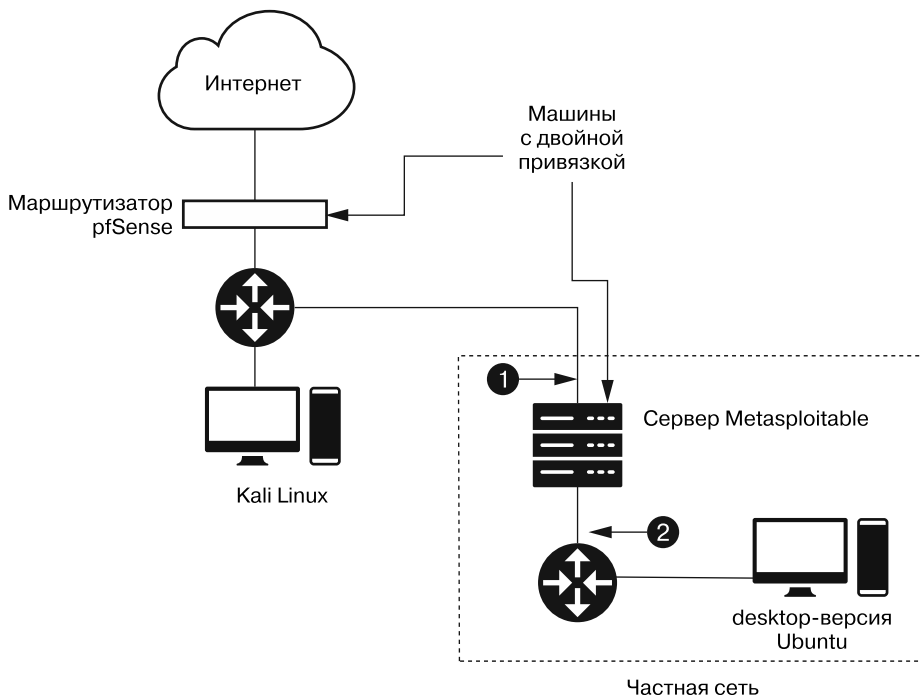 Интернет
Машины
с двойной
привязкой
Маршрутизатор
pfSense
1
Сервер Metasploitable
Kali Linux
2
desktop-версия
Ubuntu
Частная сеть